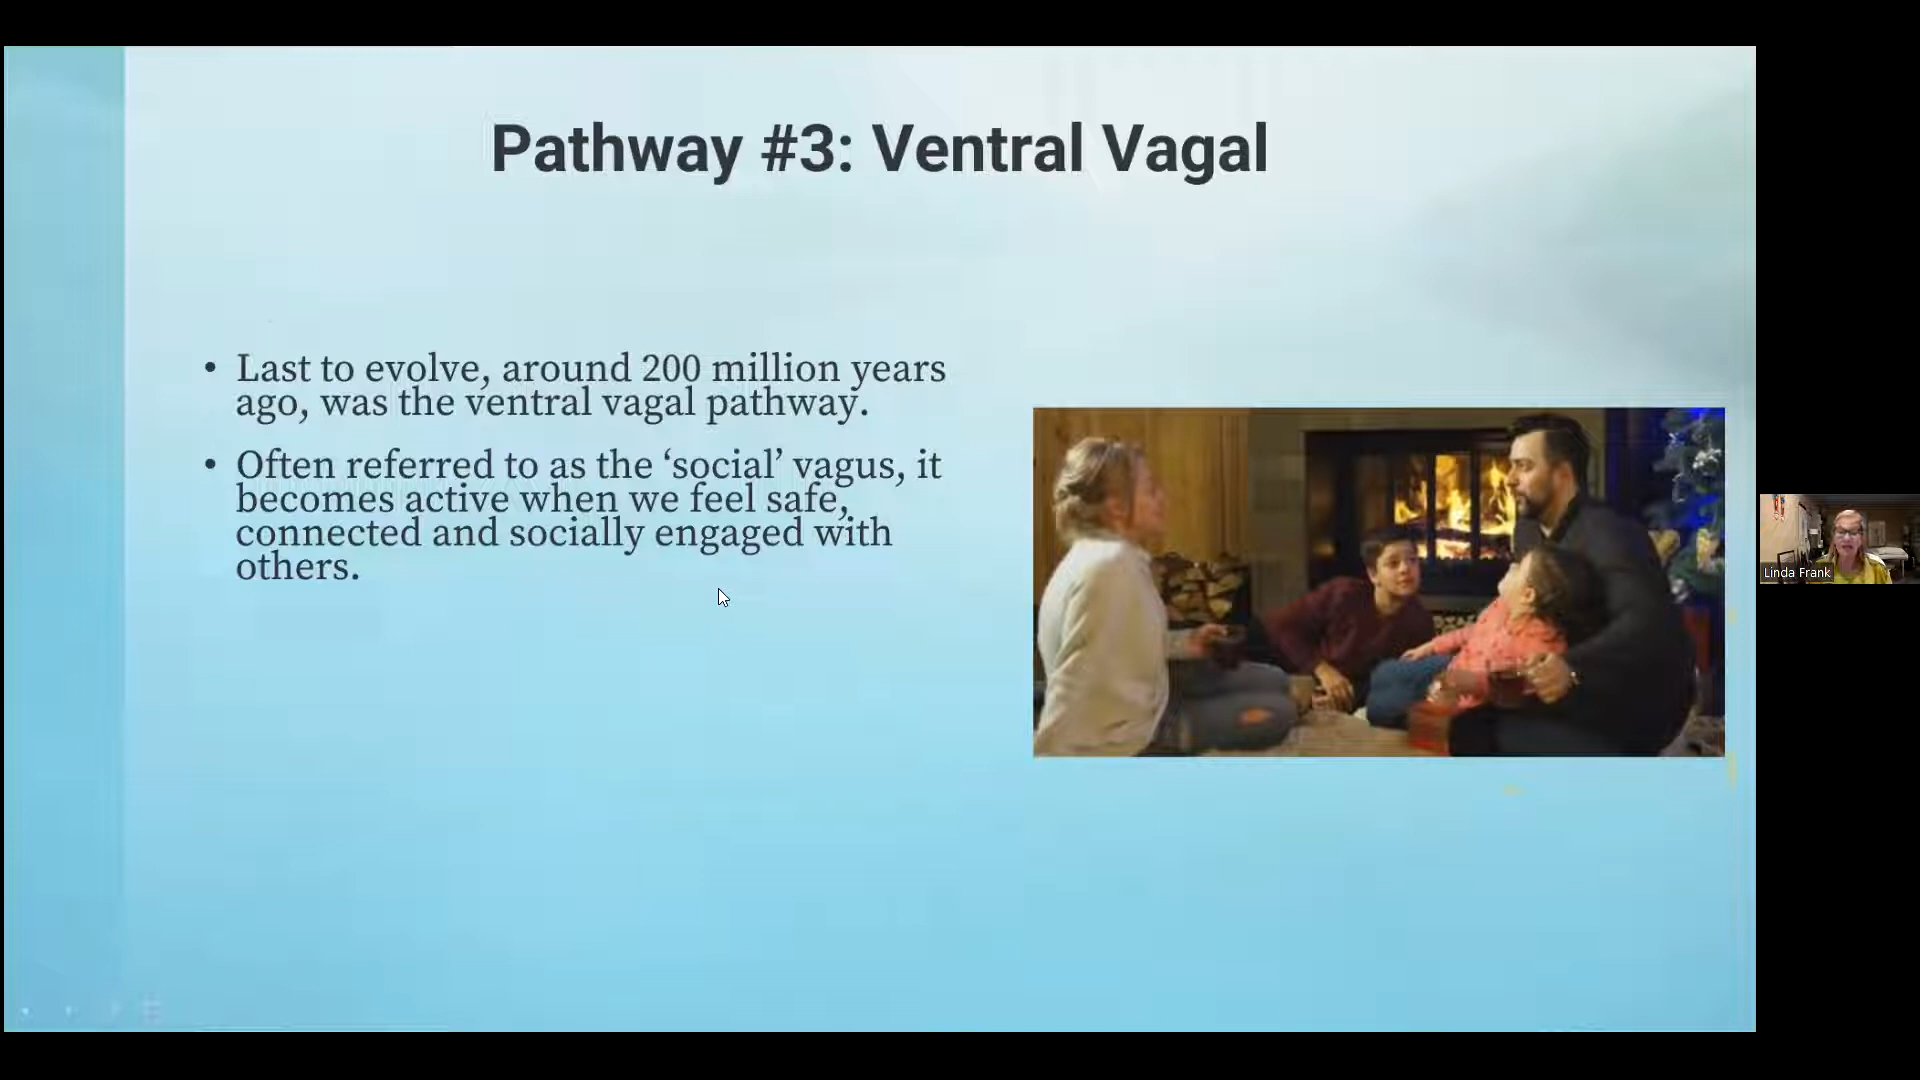 Pathway #3: Ventral Vagal
• Last to evolve, around 200 million years
ago, was the ventral vagal pathway.
• Often referred to as the ‘social’ vagus, it
becomes active when we feel safe,
connected and socially engaged with
others.
Linda Frank